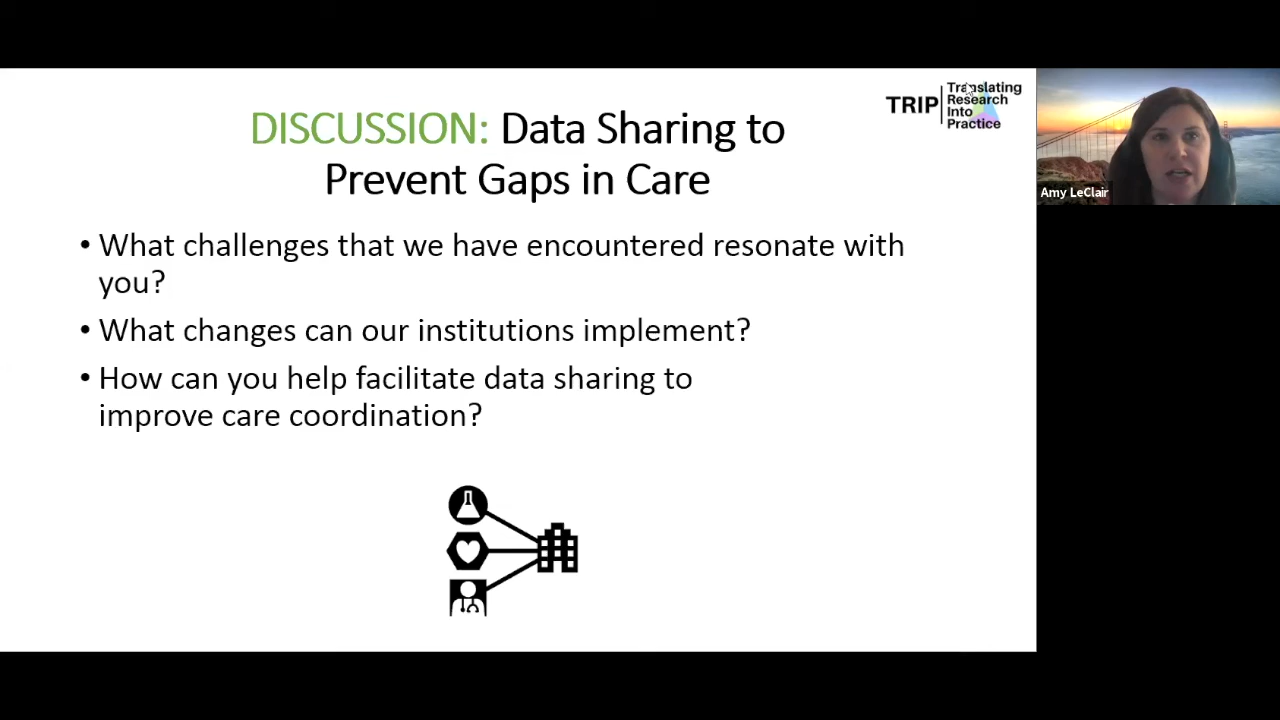 DISCUSSION: Data Sharing to
Prevent Gaps in Care
TRIP
Translating
Research
Into
Practice
Amy LeClair
• What challenges that we have encountered resonate with
you?
• What changes can our institutions implement?
• How can you help facilitate data sharing to
improve care coordination?